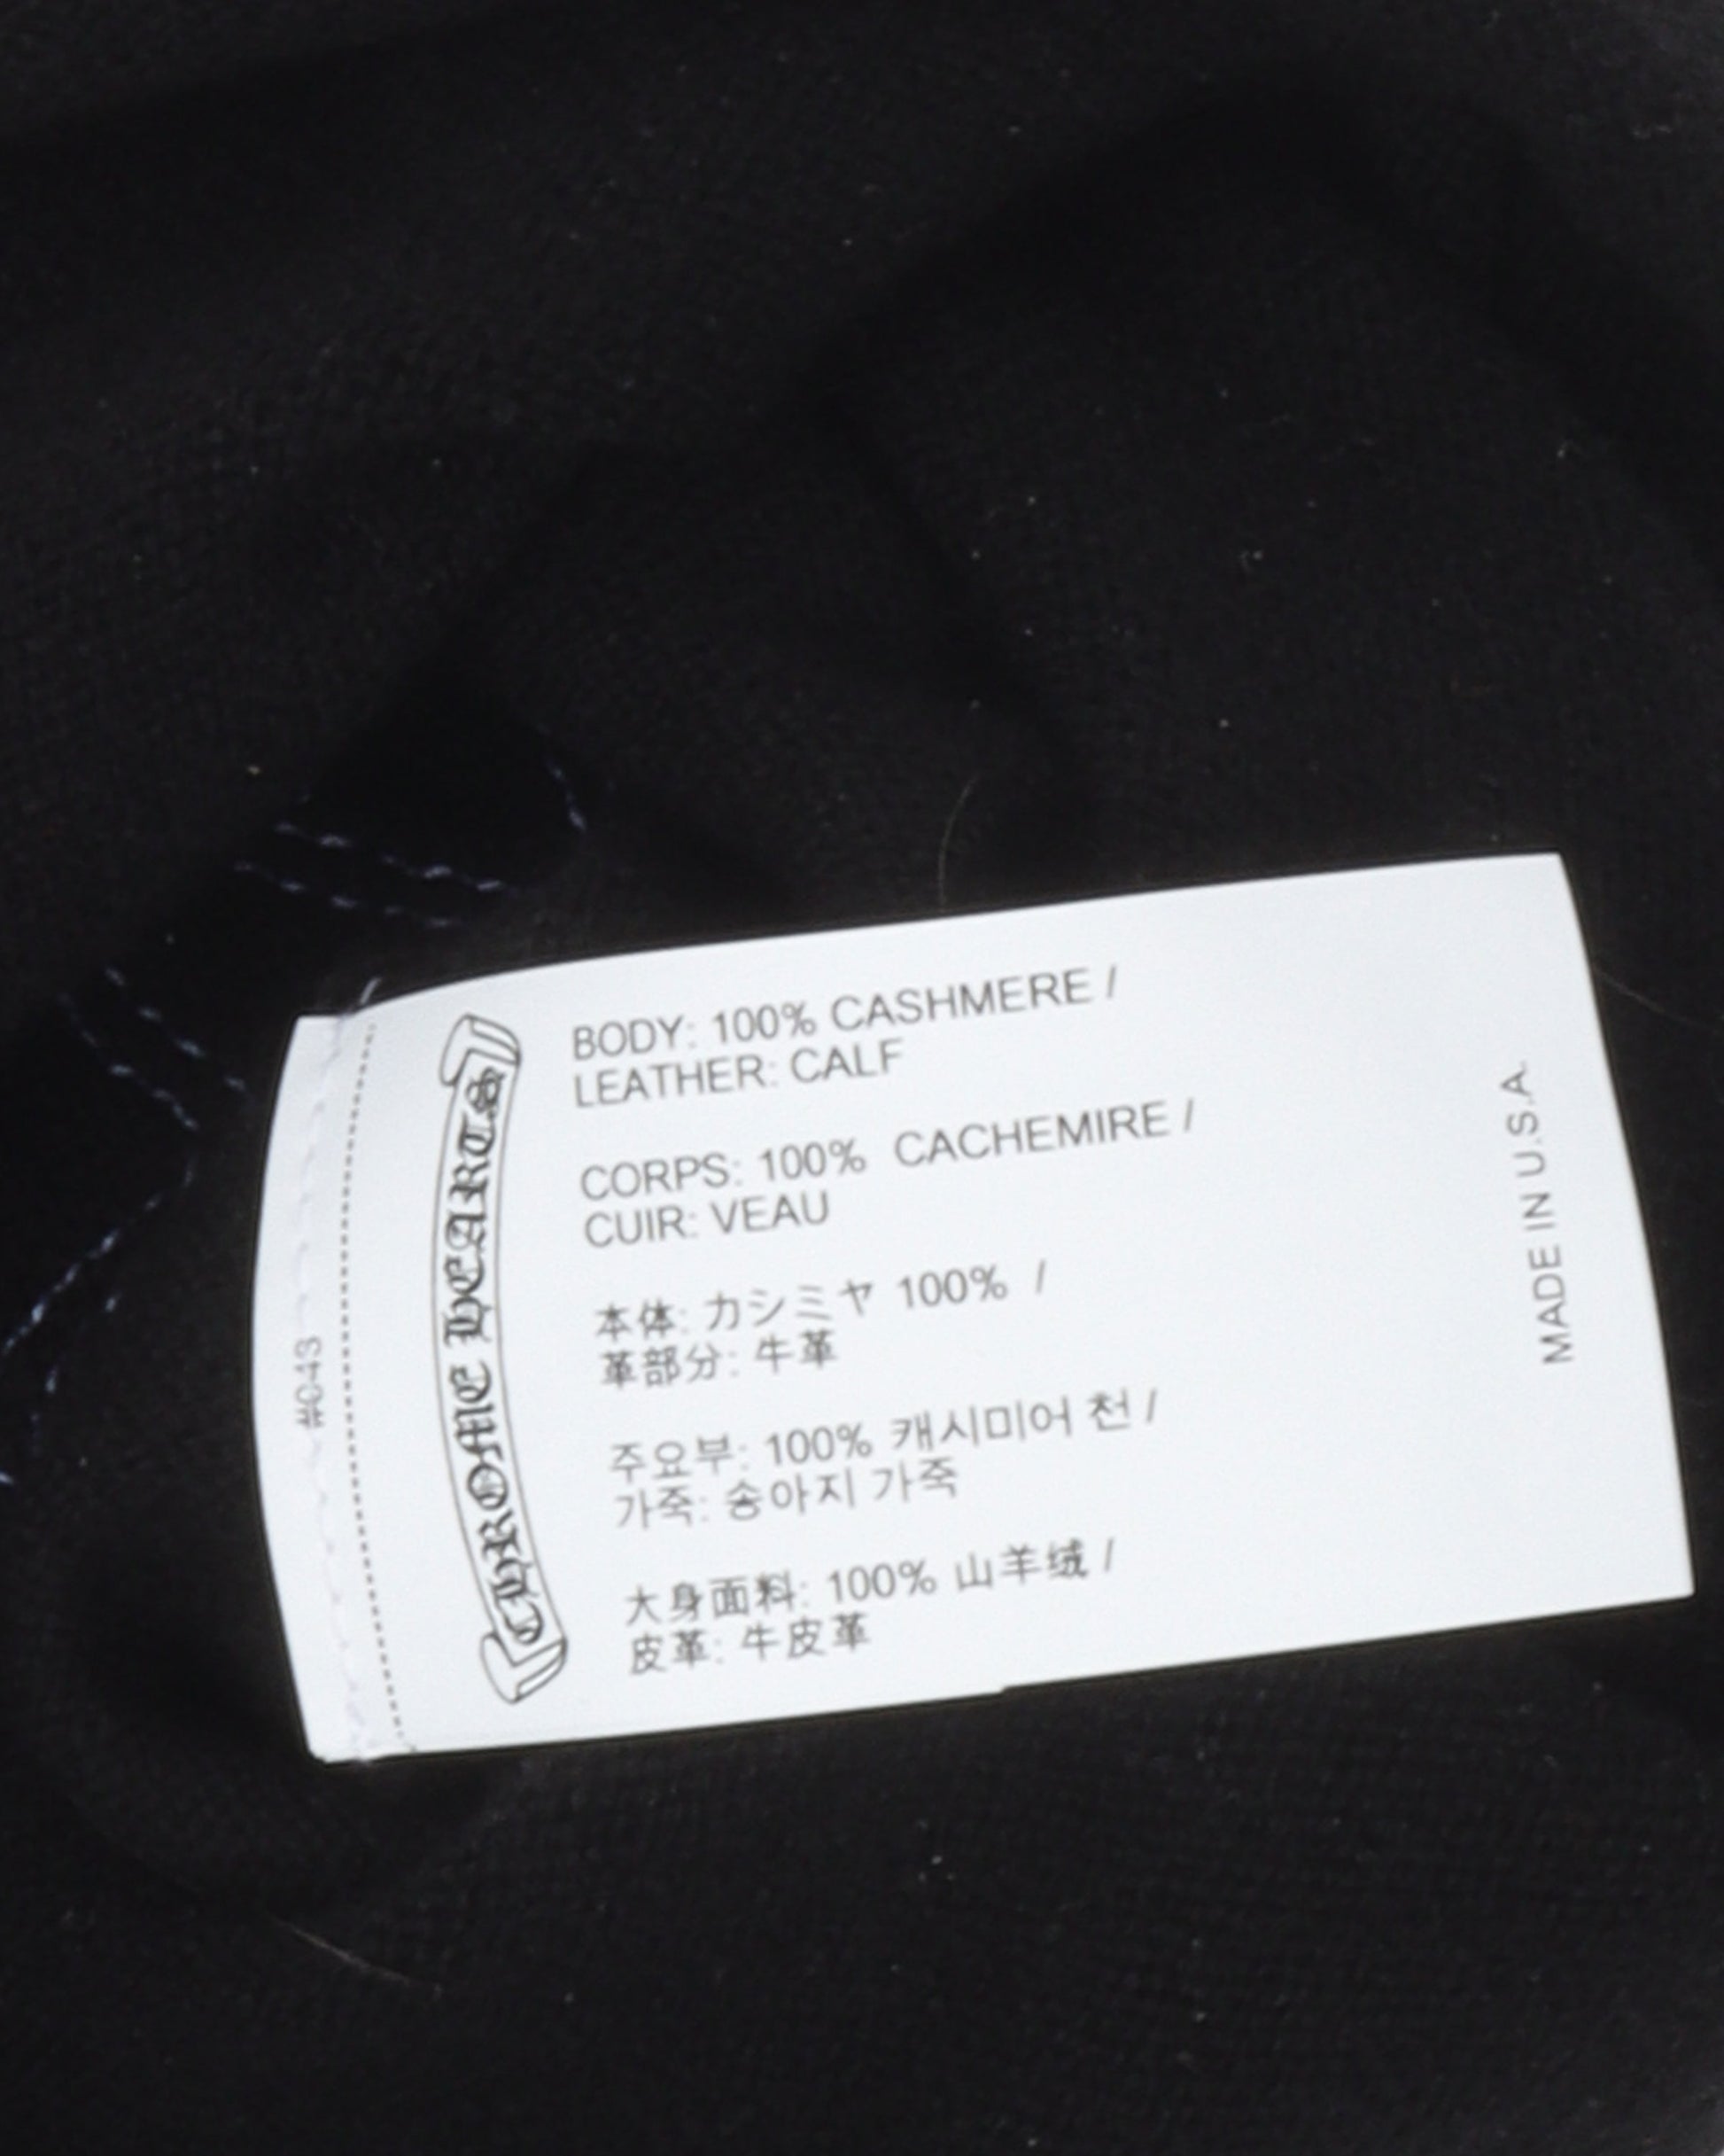 BODY: 100% CASHMERE /
LEATHER: CALF
CORPS: 100% CACHEMIRE /
CUIR: VEAU
本体: カシミヤ 100% /
革部分: 牛革
주요부: 100% 캐시미어 천 /
가죽: 송아지 가죽
大身面料: 100% 山羊绒 /
皮革: 牛皮革
CHROME HEARTS
#043
MADE IN U.S.A.